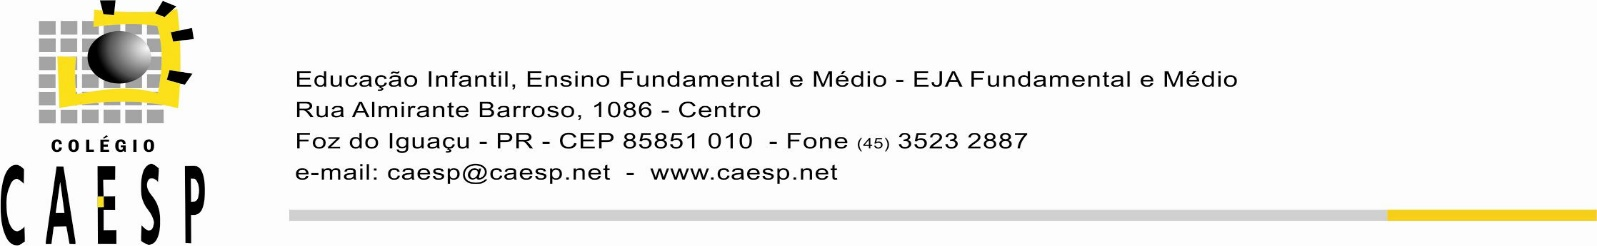 COLÉGIO
CAESP
Educação Infantil, Ensino Fundamental e Médio - EJA Fundamental e Médio
Rua Almirante Barroso, 1086 - Centro
Foz do Iguaçu - PR - CEP 85851 010 - Fone (45) 3523 2887
e-mail: caesp@caesp.net - www.caesp.net